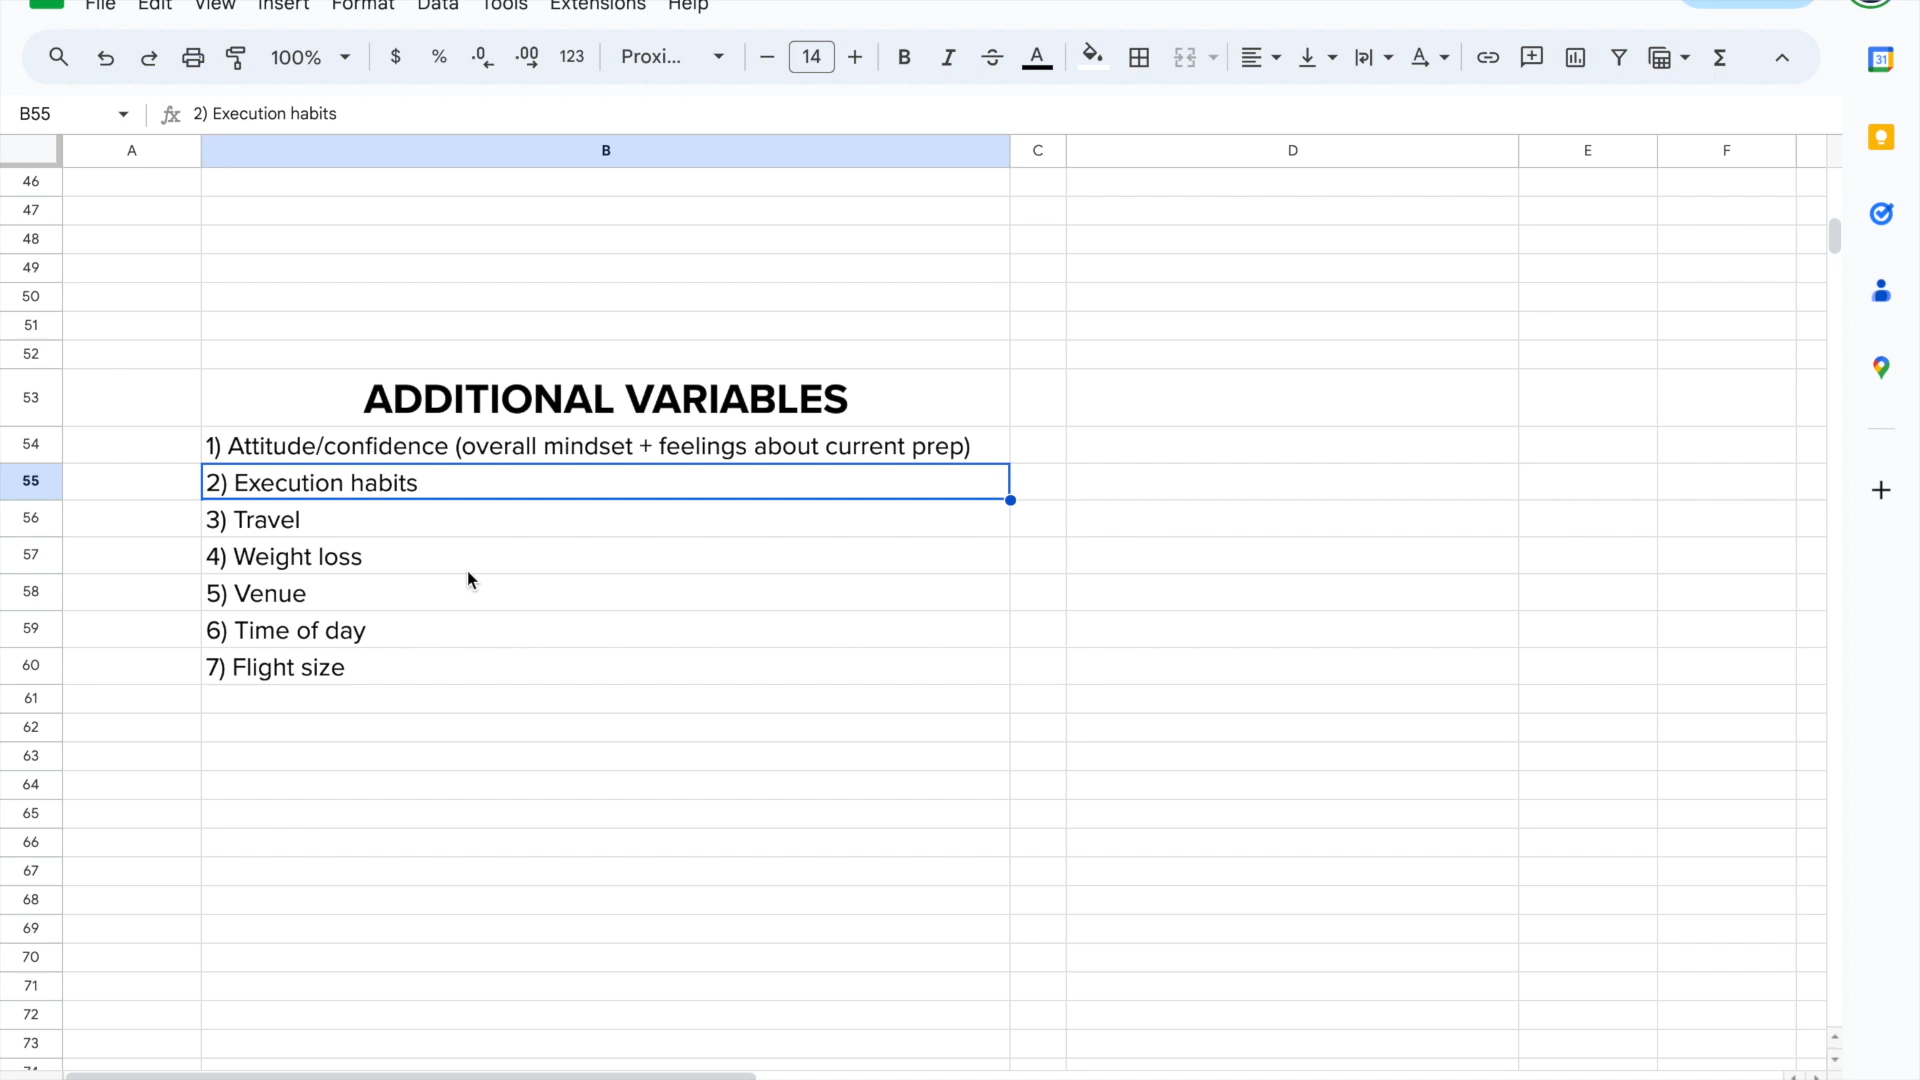 File Edit View Insert Format Data Tools Extensions Help
100% $ % .0 .00 123 Proxi... 14 B I S A A Σ 31
B55 fx 2) Execution habits
A B C D E F
46
47
48
49
50
51
52
53 ADDITIONAL VARIABLES
54 1) Attitude/confidence (overall mindset + feelings about current prep)
55 2) Execution habits
56 3) Travel
57 4) Weight loss
58 5) Venue
59 6) Time of day
60 7) Flight size
61
62
63
64
65
66
67
68
69
70
71
72
73